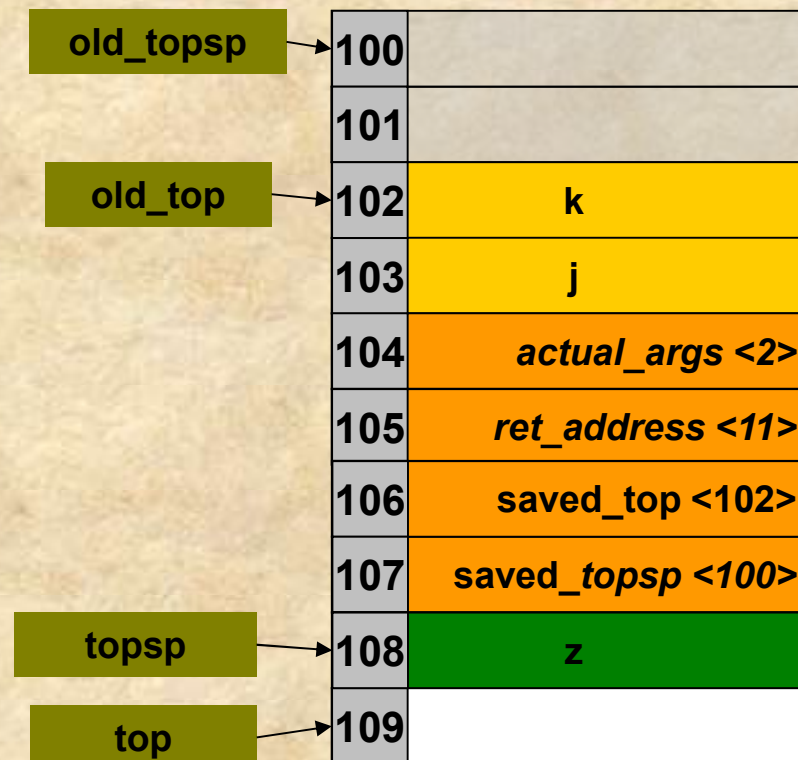 old_topsp 100
101
old_top 102 k
103 j
104 actual_args <2>
105 ret_address <11>
106 saved_top <102>
107 saved_topsp <100>
topsp 108 z
top 109